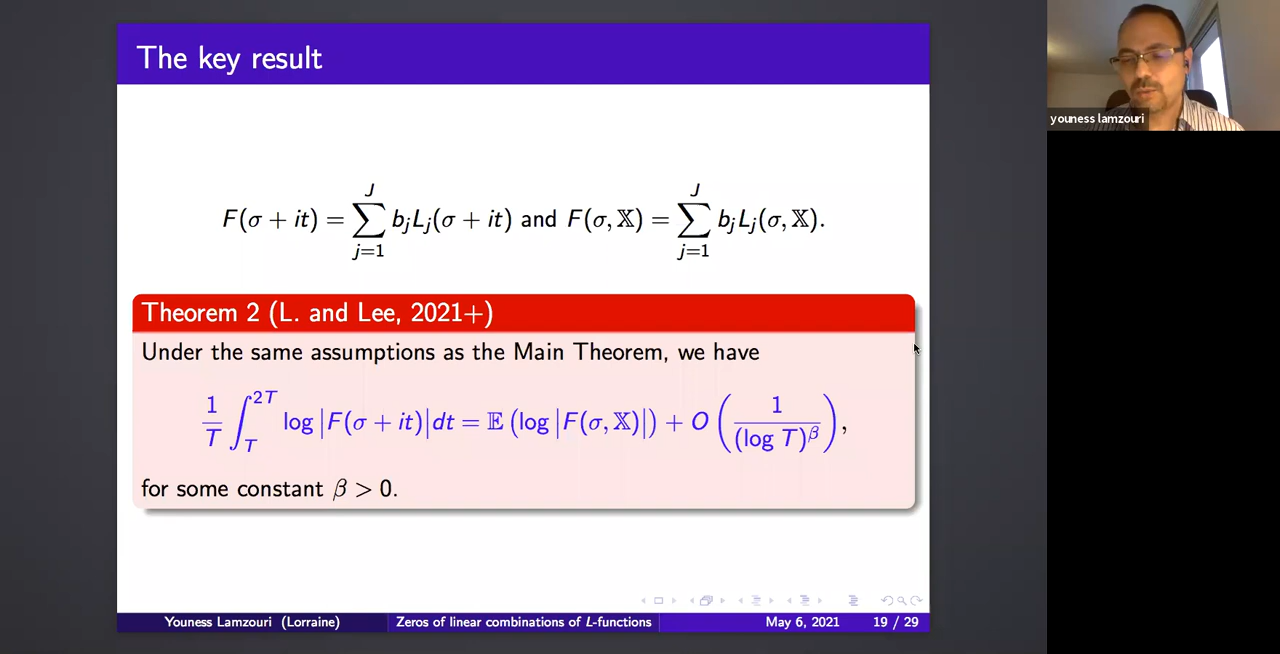 The key result
F(σ + it) = ∑_{j=1}^{J} b_j L_j(σ + it) and F(σ, 𝕏) = ∑_{j=1}^{J} b_j L_j(σ, 𝕏).
Theorem 2 (L. and Lee, 2021+)
Under the same assumptions as the Main Theorem, we have
1/T ∫_T^{2T} log |F(σ + it)| dt = 𝔼 (log |F(σ, 𝕏)|) + O (1/(log T)^β),
for some constant β > 0.
Youness Lamzouri (Lorraine) Zeros of linear combinations of L-functions May 6, 2021 19 / 29
youness lamzouri